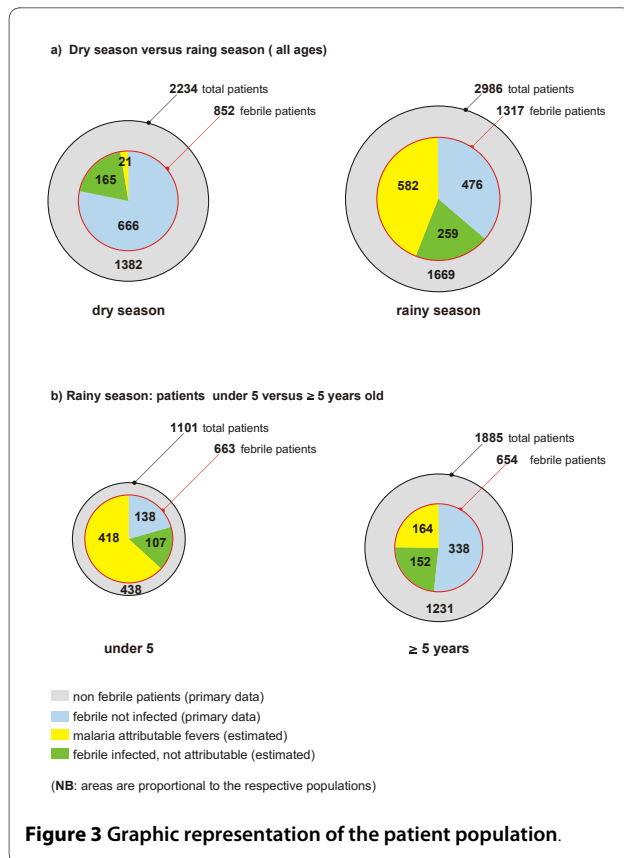 a) Dry season versus raing season ( all ages)
2234 total patients
852 febrile patients
21
165
666
1382
dry season
2986 total patients
1317 febrile patients
582
476
259
1669
rainy season
b) Rainy season: patients under 5 versus ≥ 5 years old
1101 total patients
663 febrile patients
138
418
107
438
under 5
1885 total patients
654 febrile patients
164
338
152
1231
≥ 5 years
non febrile patients (primary data)
febrile not infected (primary data)
malaria attributable fevers (estimated)
febrile infected, not attributable (estimated)
(NB: areas are proportional to the respective populations)
Figure 3 Graphic representation of the patient population.